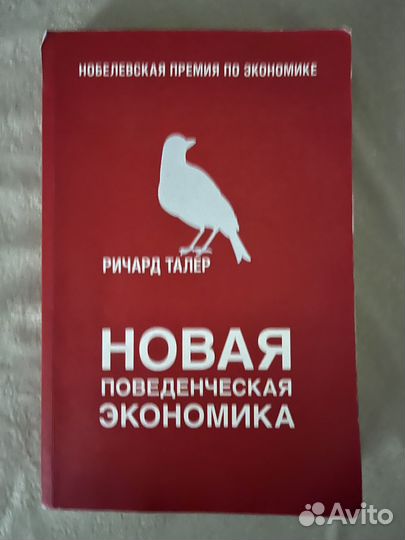 НОБЕЛЕВСКАЯ ПРЕМИЯ ПО ЭКОНОМИКЕ
РИЧАРД ТАЛЕР
НОВАЯ
ПОВЕДЕНЧЕСКАЯ
ЭКОНОМИКА
Avito